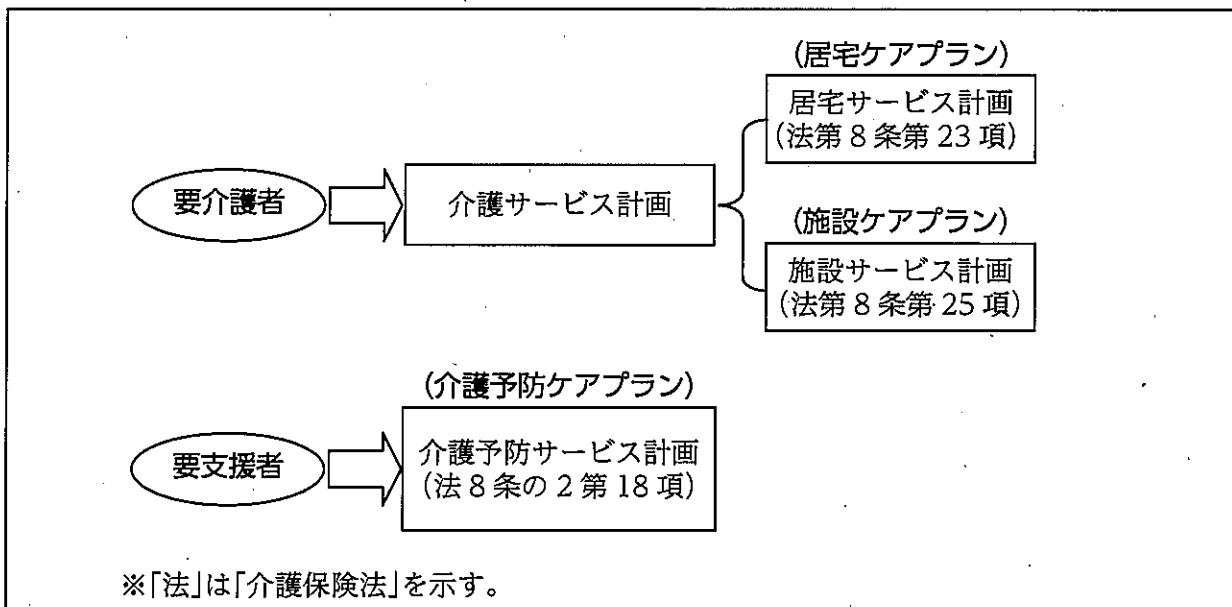 (居宅ケアプラン)
居宅サービス計画
(法第8条第23項)
要介護者
介護サービス計画
(施設ケアプラン)
施設サービス計画
(法第8条第25項)
(介護予防ケアプラン)
要支援者
介護予防サービス計画
(法8条の2第18項)
※「法」は「介護保険法」を示す。